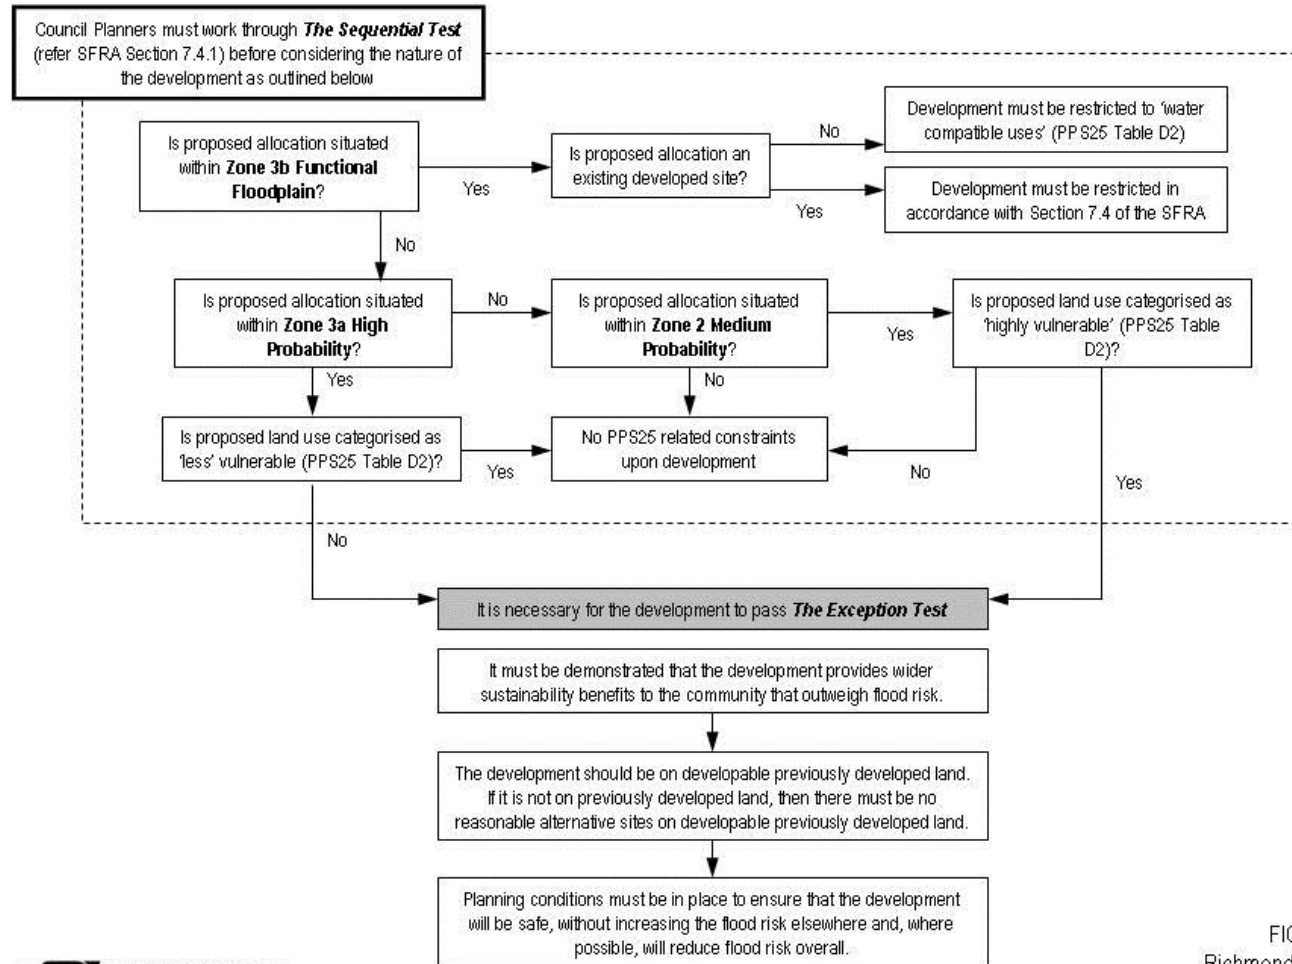 Council Planners must work through The Sequential Test
(refer SFRA Section 7.4.1) before considering the nature of
the development as outlined below
Is proposed allocation situated
within Zone 3b Functional
Floodplain?
Yes
Is proposed allocation an
existing developed site?
No
Development must be restricted to 'water
compatible uses' (PPS25 Table D2)
Yes
Development must be restricted in
accordance with Section 7.4 of the SFRA
No
Is proposed allocation situated
within Zone 3a High
Probability?
No
Is proposed allocation situated
within Zone 2 Medium
Probability?
Yes
Is proposed land use categorised as
'highly vulnerable' (PPS25 Table
D2)?
Yes
No
Is proposed land use categorised as
'less' vulnerable (PPS25 Table D2)?
Yes
No PPS25 related constraints
upon development
No
Yes
No
It is necessary for the development to pass The Exception Test
It must be demonstrated that the development provides wider
sustainability benefits to the community that outweigh flood risk.
The development should be on developable previously developed land.
If it is not on previously developed land, then there must be no
reasonable alternative sites on developable previously developed land.
Planning conditions must be in place to ensure that the development
will be safe, without increasing the flood risk elsewhere and, where
possible, will reduce flood risk overall.
Richmond